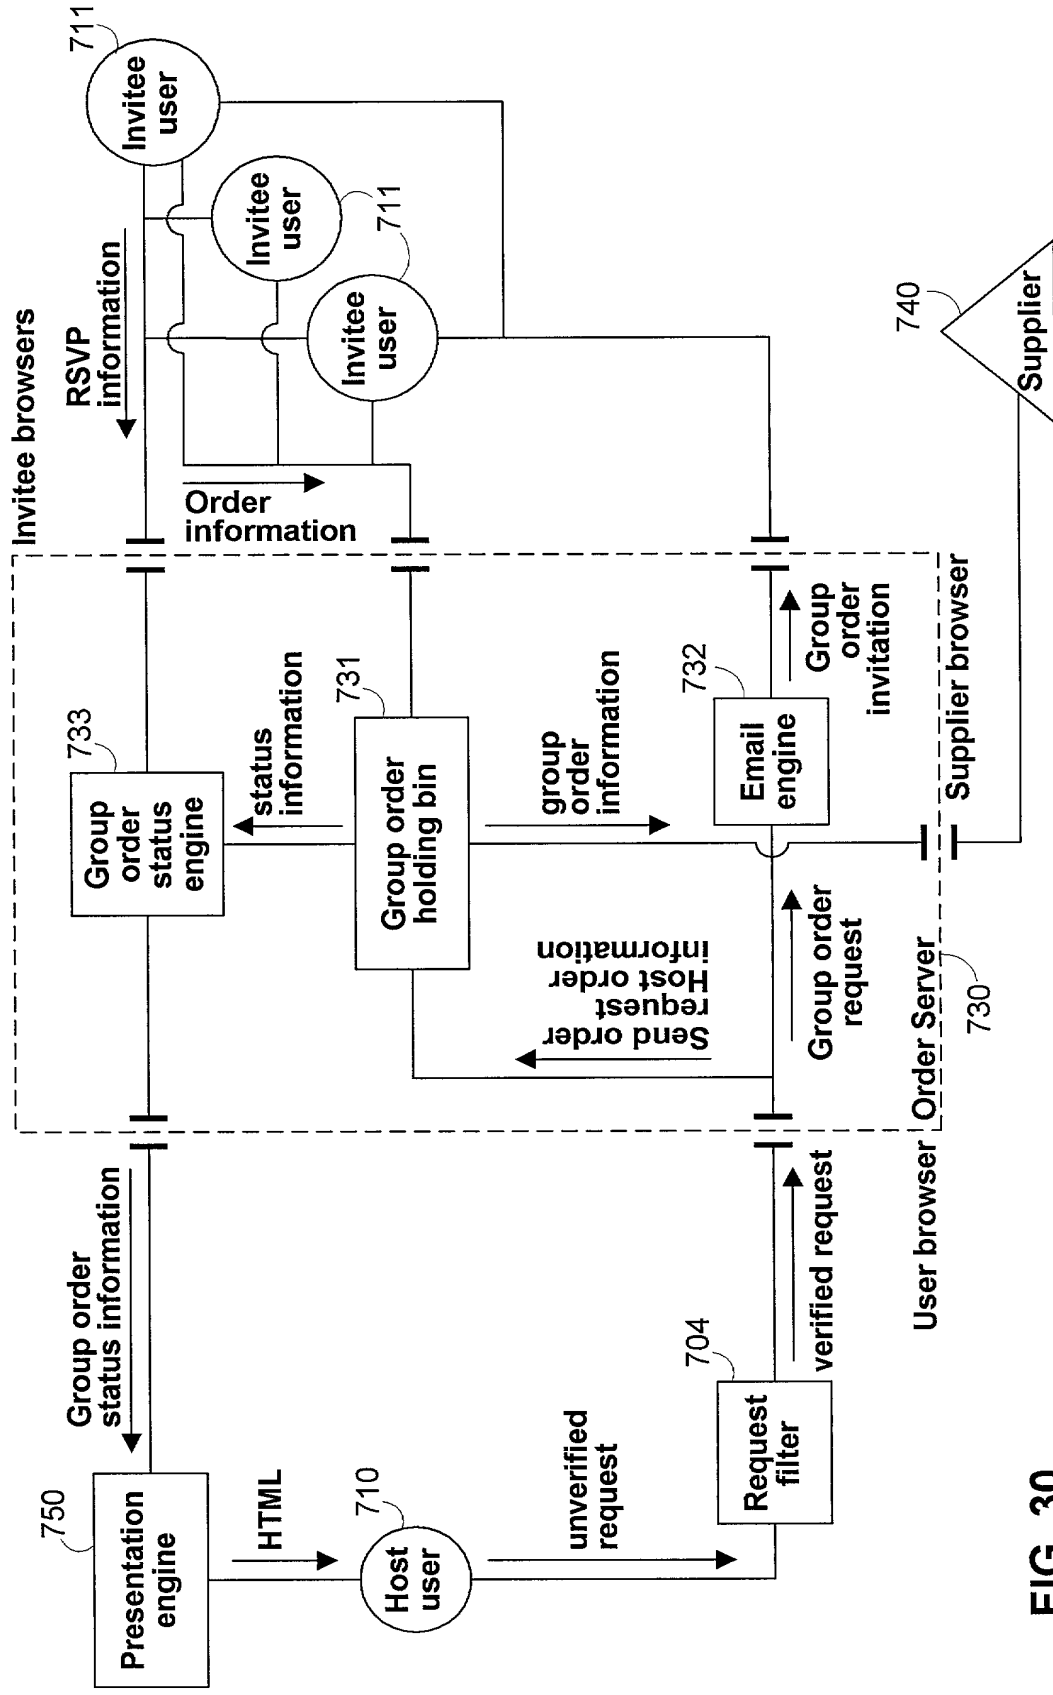 750
Presentation
engine
Group order
status information
HTML
710
Host
user
unverified
request
704
Request
filter
verified request
User browser
Order Server
730
733
Group
order
status
engine
status
information
731
Group order
holding bin
group
order
information
Send order
request
Host order
information
Group order
request
732
Email
engine
Group
order
invitation
Supplier browser
Invitee browsers
RSVP
information
Order
information
711
Invitee
user
Invitee
user
711
Invitee
user
711
740
Supplier
FIG. 30